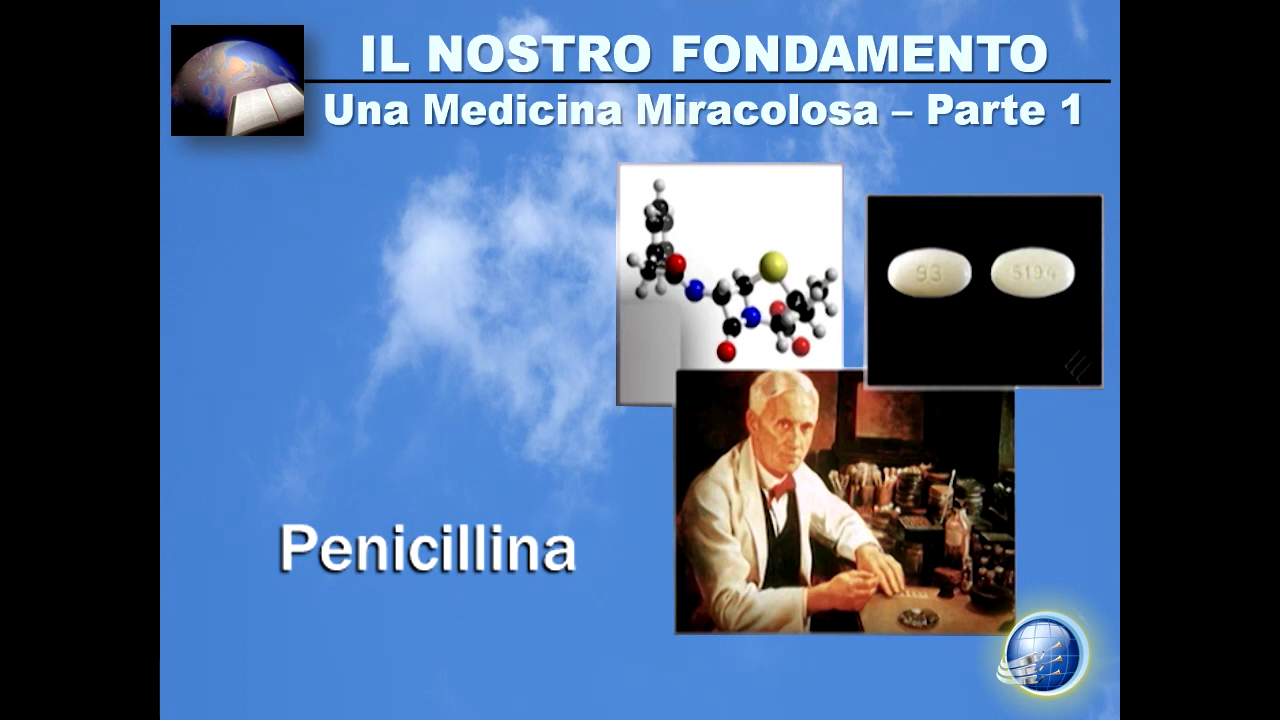 IL NOSTRO FONDAMENTO
Una Medicina Miracolosa – Parte 1
93
5194
Penicillina